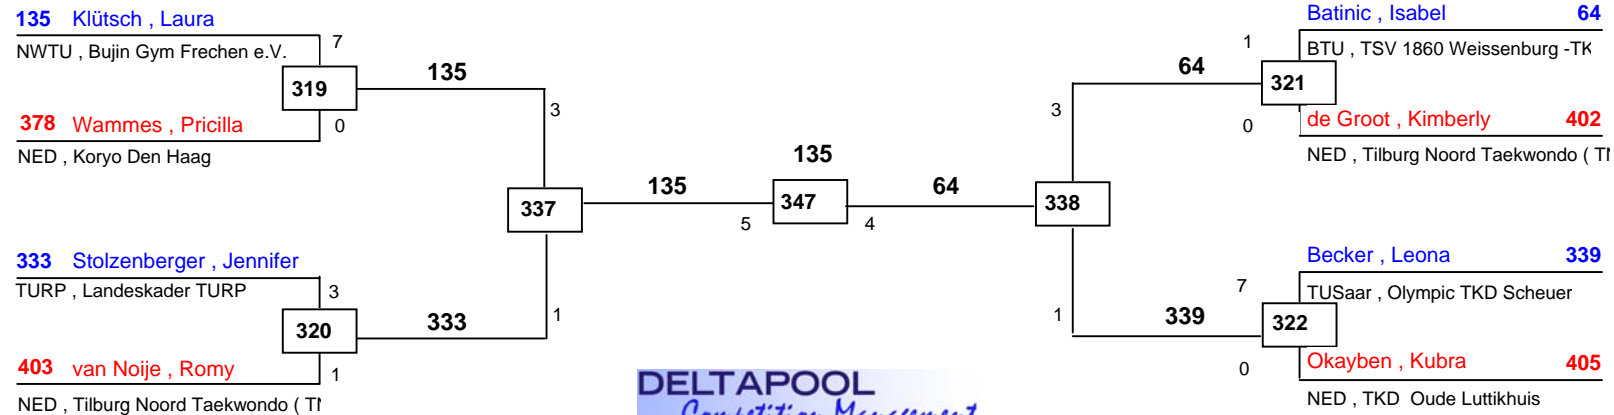 135 Klütsch , Laura
NWTU , Bujin Gym Frechen e.V.
7
319
135
378 Wammes , Pricilla
0
NED , Koryo Den Haag
3
337
135
333 Stolzenberger , Jennifer
TURP , Landeskader TURP
3
320
333
1
403 van Noije , Romy
1
NED , Tilburg Noord Taekwondo ( TN
135
347
5
4
64
338
Batinic , Isabel 64
BTU , TSV 1860 Weissenburg -TK
1
321
64
3
de Groot , Kimberly 402
0
NED , Tilburg Noord Taekwondo ( TN
Becker , Leona 339
TUSaar , Olympic TKD Scheuer
7
322
339
1
Okayben , Kubra 405
0
NED , TKD Oude Luttikhuis
DELTAPOOL
Competition Management